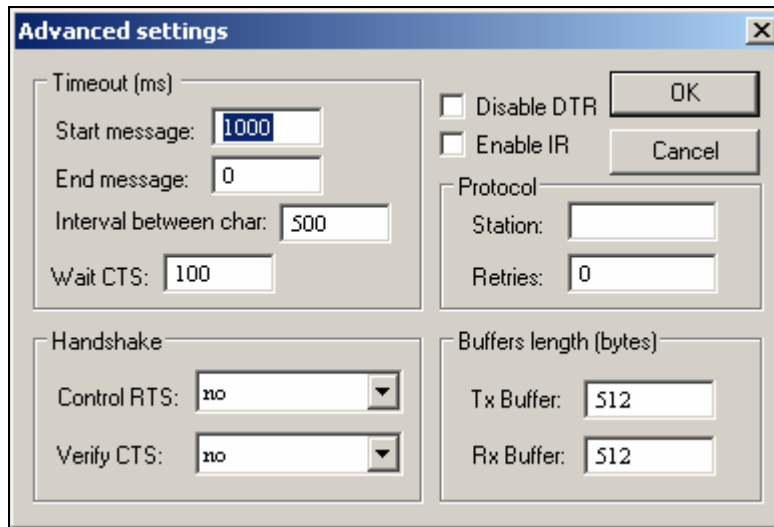 Advanced settings
Timeout (ms)
Start message: 1000
End message: 0
Interval between char: 500
Wait CTS: 100
Disable DTR
Enable IR
OK
Cancel
Protocol
Station:
Retries: 0
Handshake
Control RTS: no
Verify CTS: no
Buffers length (bytes)
Tx Buffer: 512
Rx Buffer: 512